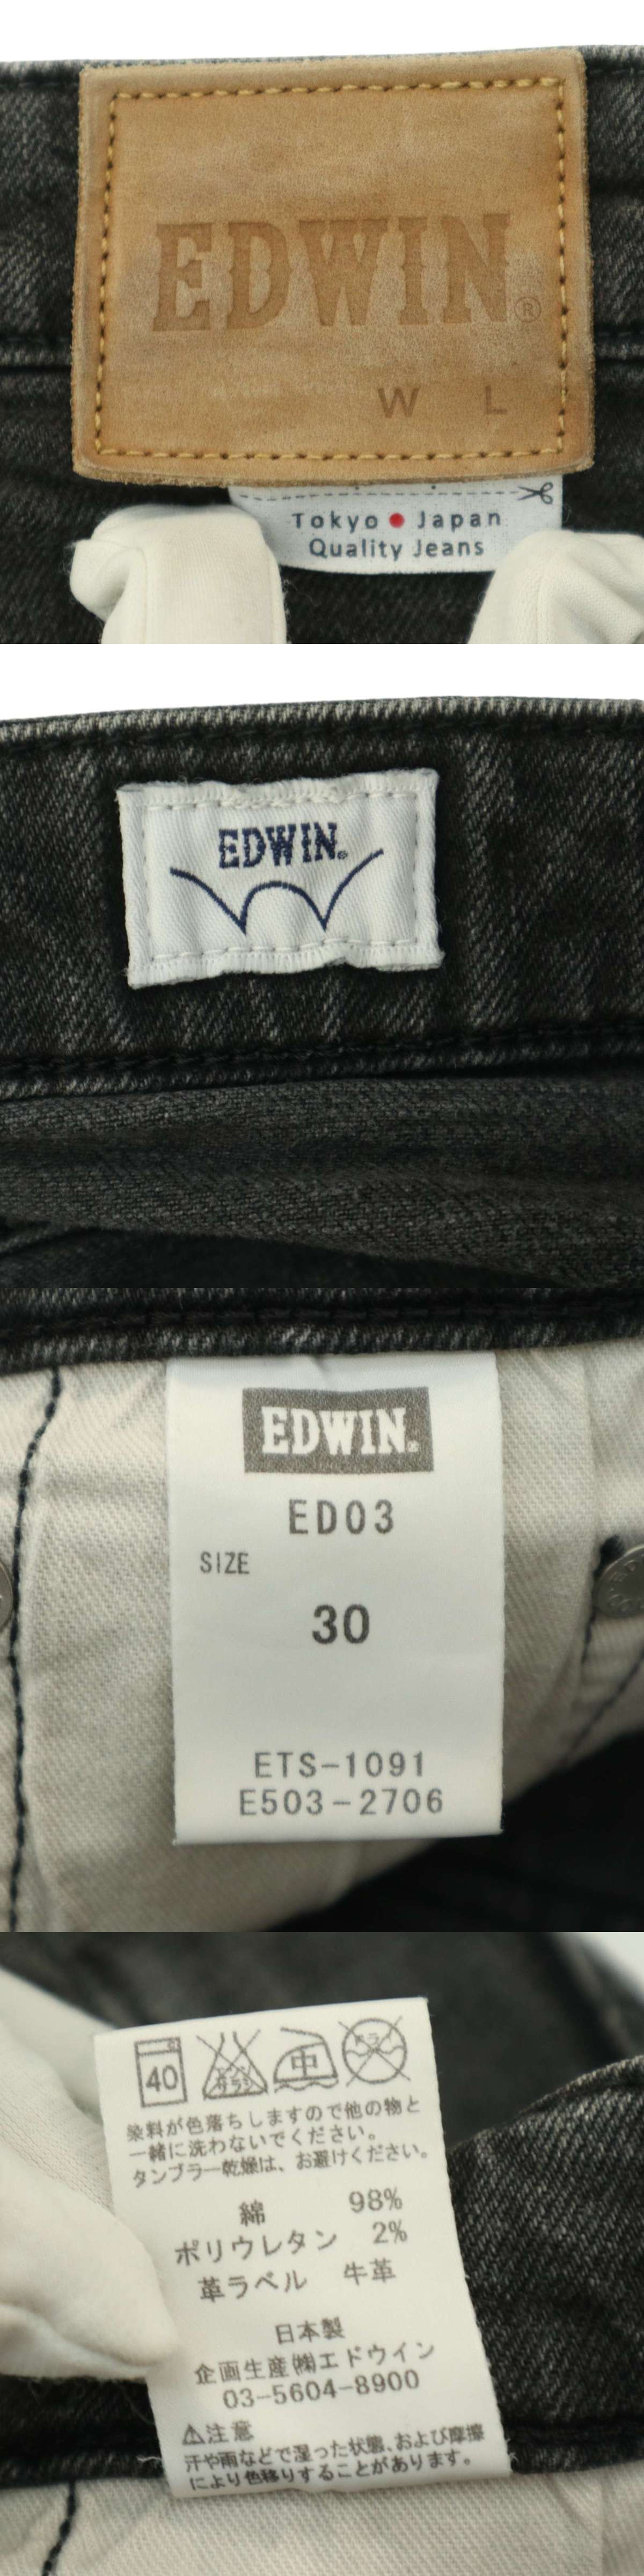 EDWIN®
W L
Tokyo ● Japan
Quality Jeans
EDWIN®
EDWIN®
ED03
SIZE
30
ETS-1091
E503-2706
40
中
染料が色落ちしますので他の物と
一緒に洗わないでください。
タンブラー乾燥は、お避けください。
綿 98%
ポリウレタン 2%
革ラベル 牛革
日本製
企画生産㈱エドウイン
03-5604-8900
⚠注意
汗や雨などで湿った状態、および摩擦
により色移りすることがあります。